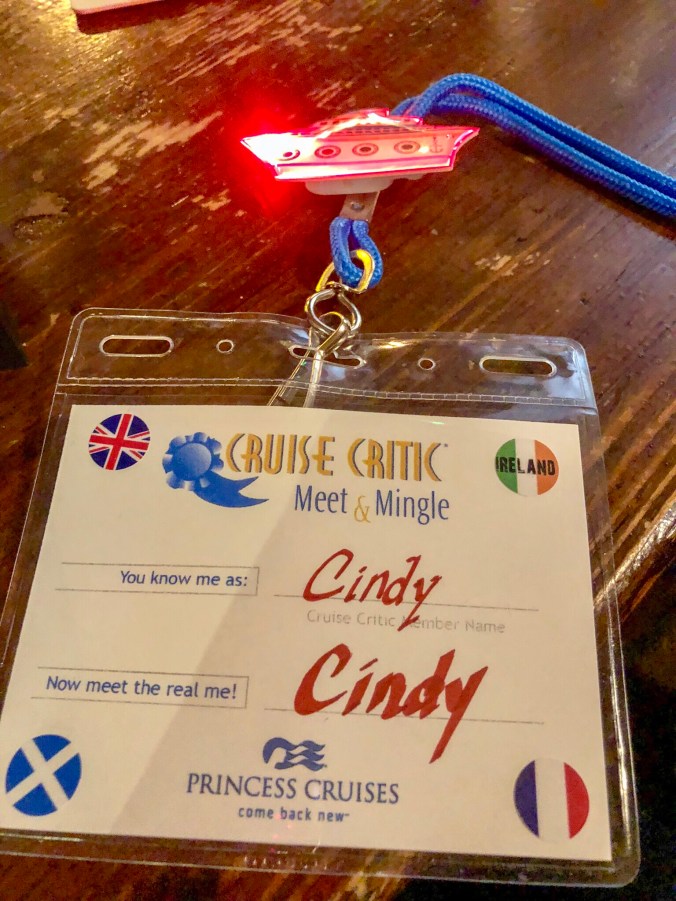 CRUISE CRITIC
Meet & Mingle
IRELAND
You know me as:
Cindy
Cruise Critic Member Name
Now meet the real me!
Cindy
PRINCESS CRUISES
come back new